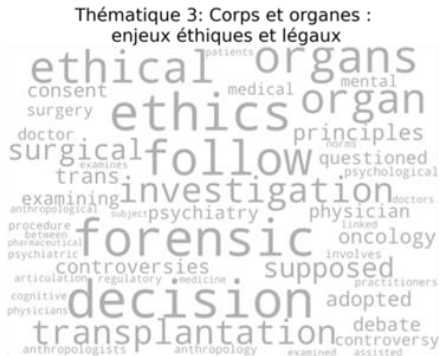 Thématique 3: Corps et organes :
enjeux éthiques et légaux
ethical patients organs
consent medical mental
surgery ethics organ
doctor principles
norms
surgical follow questioned
examines psychological
trans
examining investigation doctors
anthropological subject psychiatry physician
procedure linked
between forensic oncology
pharmaceutical
psychiatric involves
controversies supposed
articulation regulatory medicine practitioners
cognitive decision adopted
physicians
transplantation debate
controversy
anthropologists anthropology examined assisted